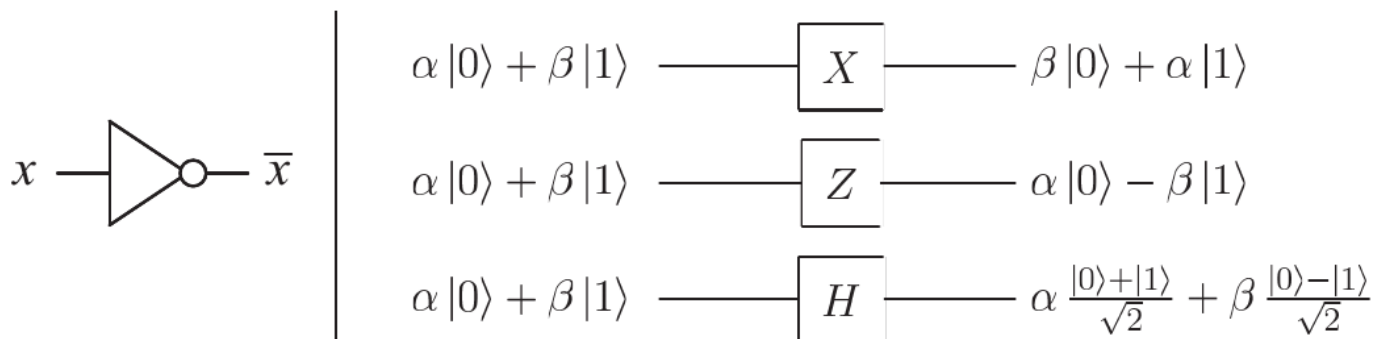 α|0⟩ + β|1⟩ X β|0⟩ + α|1⟩
x x̅ α|0⟩ + β|1⟩ Z α|0⟩ − β|1⟩
α|0⟩ + β|1⟩ H α |0⟩+|1⟩/√2 + β |0⟩−|1⟩/√2